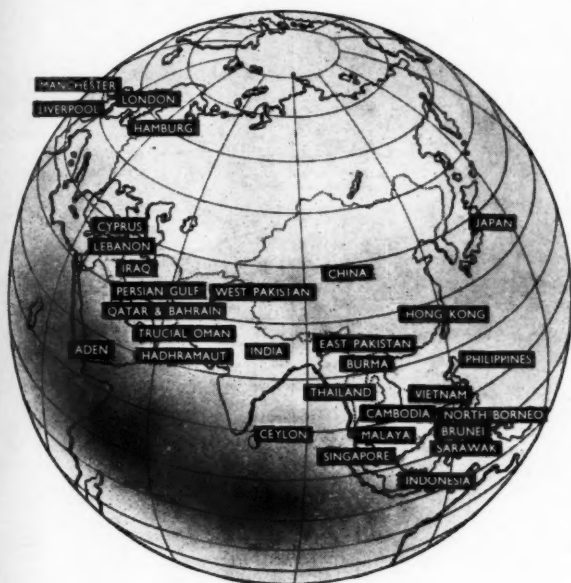 MANCHESTER
LONDON
LIVERPOOL
HAMBURG
CYPRUS
JAPAN
LEBANON
IRAQ
CHINA
PERSIAN GULF
WEST PAKISTAN
QATAR & BAHRAIN
HONG KONG
TRUCIAL OMAN
EAST PAKISTAN
ADEN
HADHRAMAUT
INDIA
BURMA
PHILIPPINES
THAILAND
VIETNAM
CAMBODIA
NORTH BORNEO
CEYLON
MALAYA
BRUNEI
SARAWAK
SINGAPORE
INDONESIA